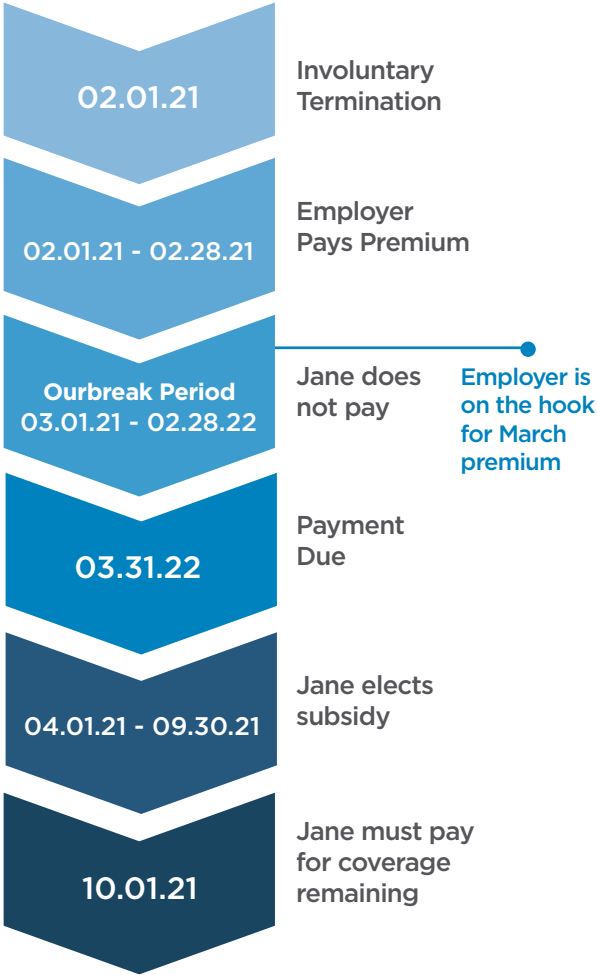 02.01.21
Involuntary
Termination
02.01.21 - 02.28.21
Employer
Pays Premium
Ourbreak Period
03.01.21 - 02.28.22
Jane does
not pay
Employer is
on the hook
for March
premium
03.31.22
Payment
Due
04.01.21 - 09.30.21
Jane elects
subsidy
10.01.21
Jane must pay
for coverage
remaining